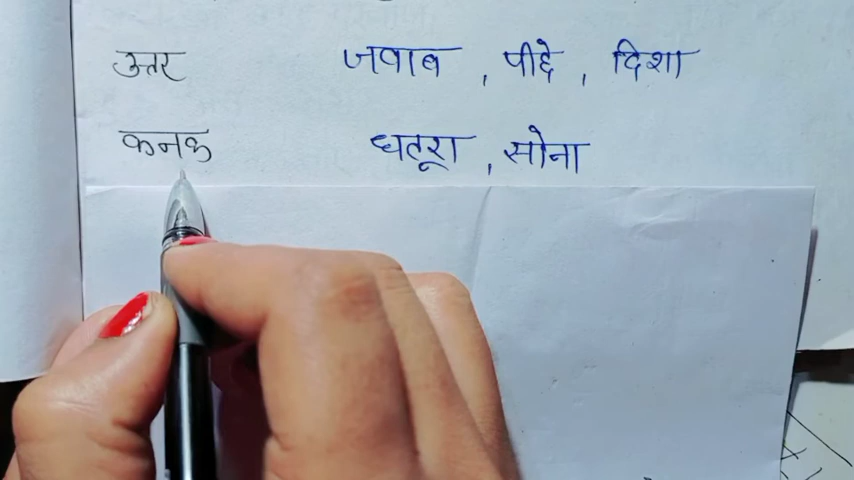 उत्तर जवाब , पीछे , दिशा
कनक धतूरा , सोना